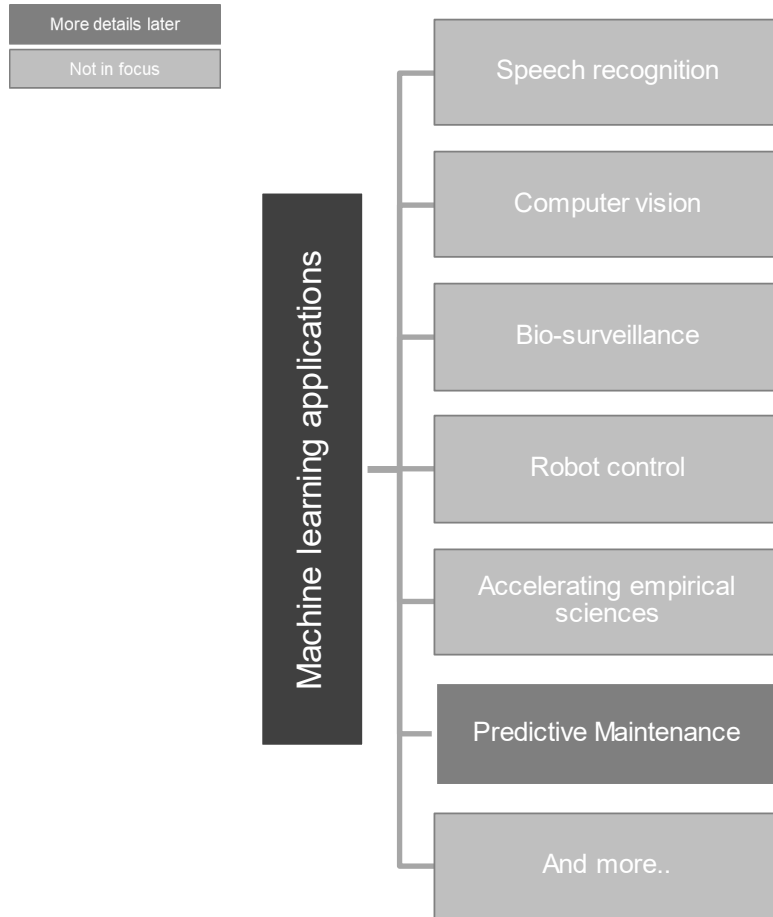 More details later
Not in focus
Machine learning applications
Speech recognition
Computer vision
Bio-surveillance
Robot control
Accelerating empirical
sciences
Predictive Maintenance
And more..